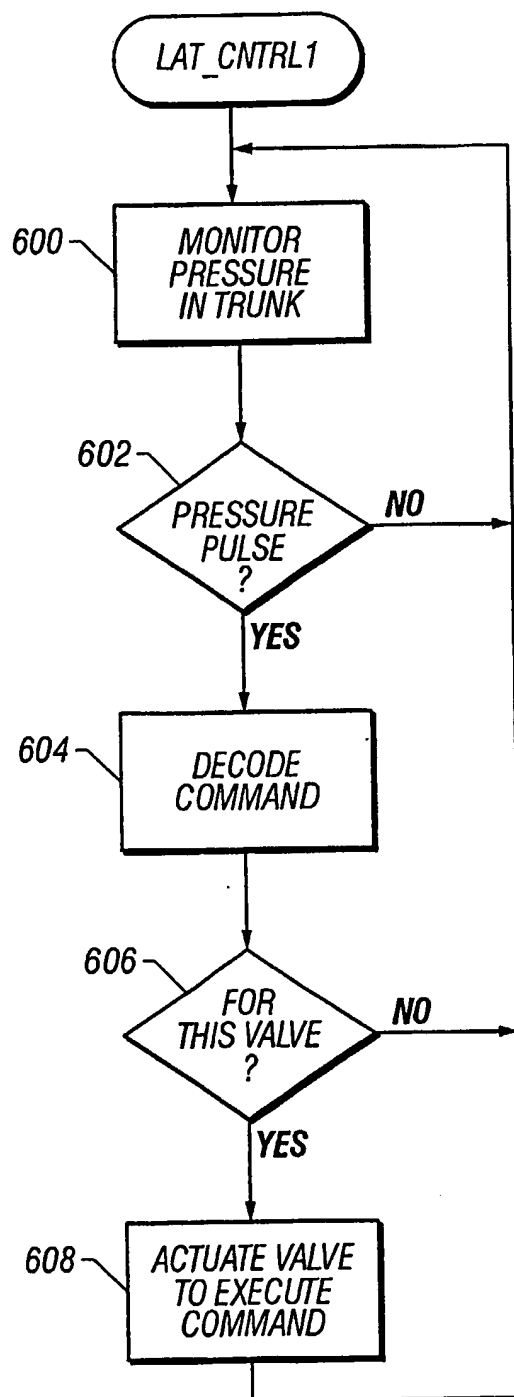 LAT_CNTRL1
600
MONITOR
PRESSURE
IN TRUNK
602
PRESSURE
PULSE
?
NO
YES
604
DECODE
COMMAND
606
FOR
THIS VALVE
?
NO
YES
608
ACTUATE VALVE
TO EXECUTE
COMMAND